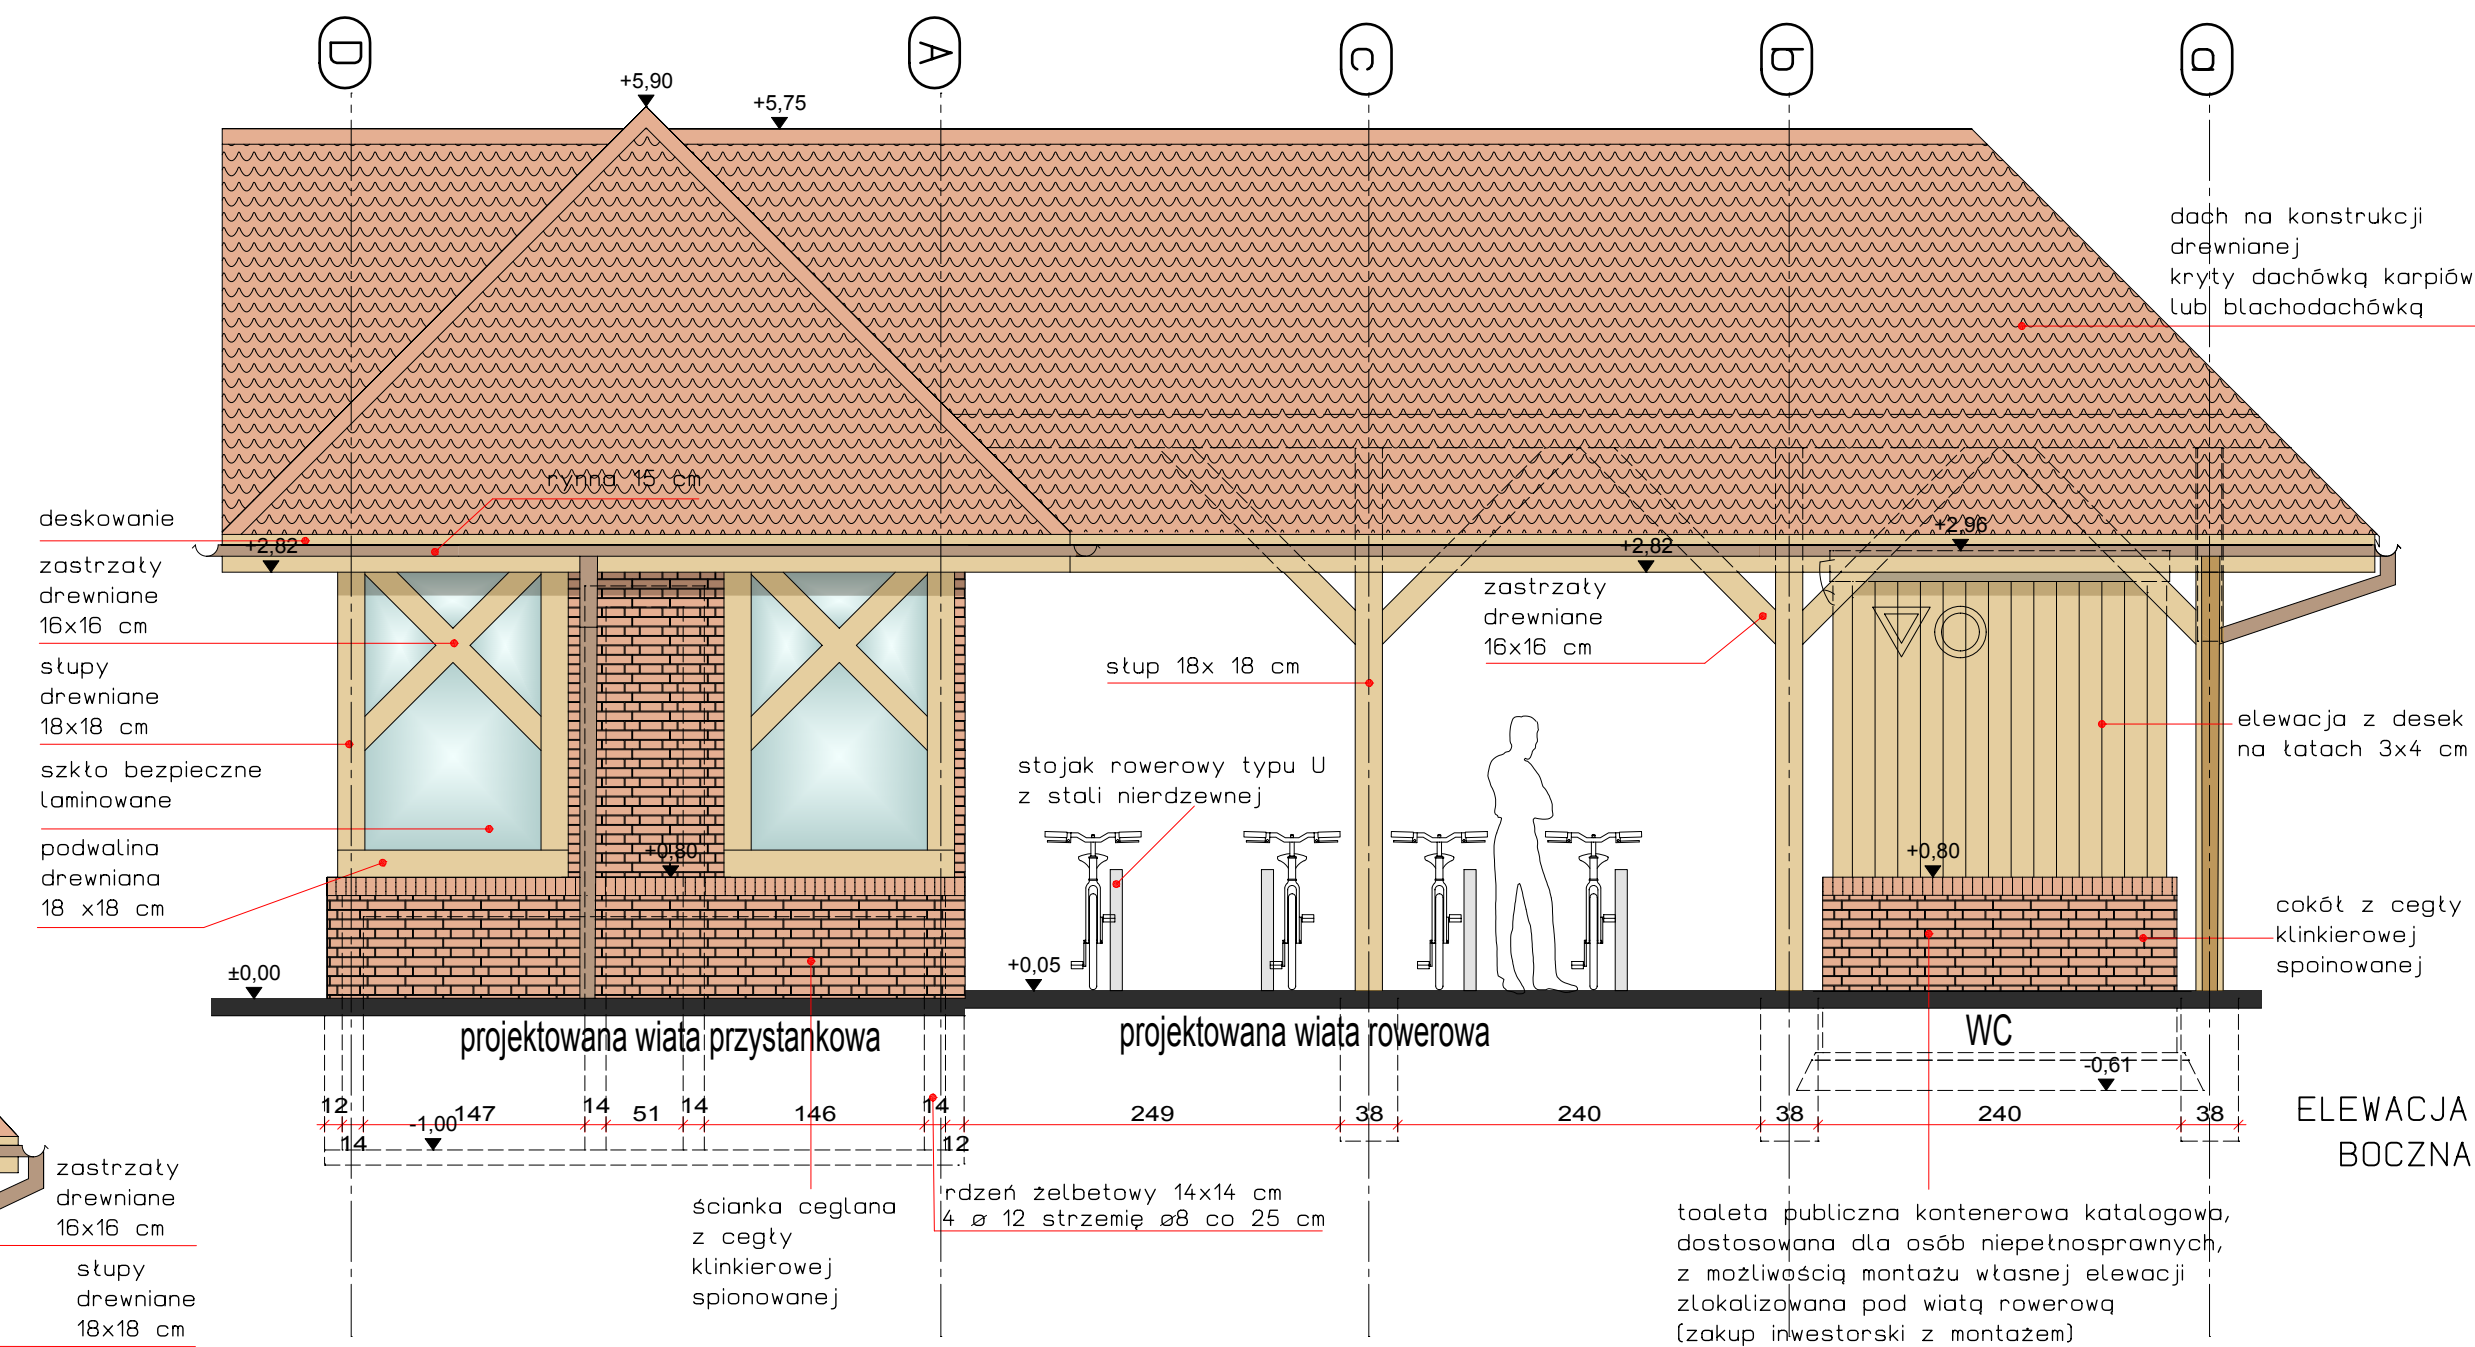 D
A
c
b
a
+5,90
+5,75
dach na konstrukcji
drewnianej
kryty dachówką karpiów
lub blachodachówką
rynna 15 cm
deskowanie
+2,82
+2,82
+2,96
zastrzały
drewniane
16x16 cm
słupy
drewniane
18x18 cm
szkło bezpieczne
laminowane
podwalina
drewniana
18 x18 cm
zastrzały
drewniane
16x16 cm
słup 18x 18 cm
stojak rowerowy typu U
z stali nierdzewnej
elewacja z desek
na łatach 3x4 cm
+0,80
+0,80
cokół z cegły
klinkierowej
spoinowanej
±0,00
+0,05
projektowana wiata przystankowa
projektowana wiata rowerowa
WC
-0,61
12
14
147
14
51
14
146
14
12
249
38
240
38
240
38
-1,00
ELEWACJA
BOCZNA
zastrzały
drewniane
16x16 cm
słupy
drewniane
18x18 cm
ścianka ceglana
z cegły
klinkierowej
spionowanej
rdzeń żelbetowy 14x14 cm
4 ø 12 strzemię ø8 co 25 cm
toaleta publiczna kontenerowa katalogowa,
dostosowana dla osób niepełnosprawnych,
z możliwością montażu własnej elewacji
zlokalizowana pod wiatą rowerową
(zakup inwestorski z montażem)